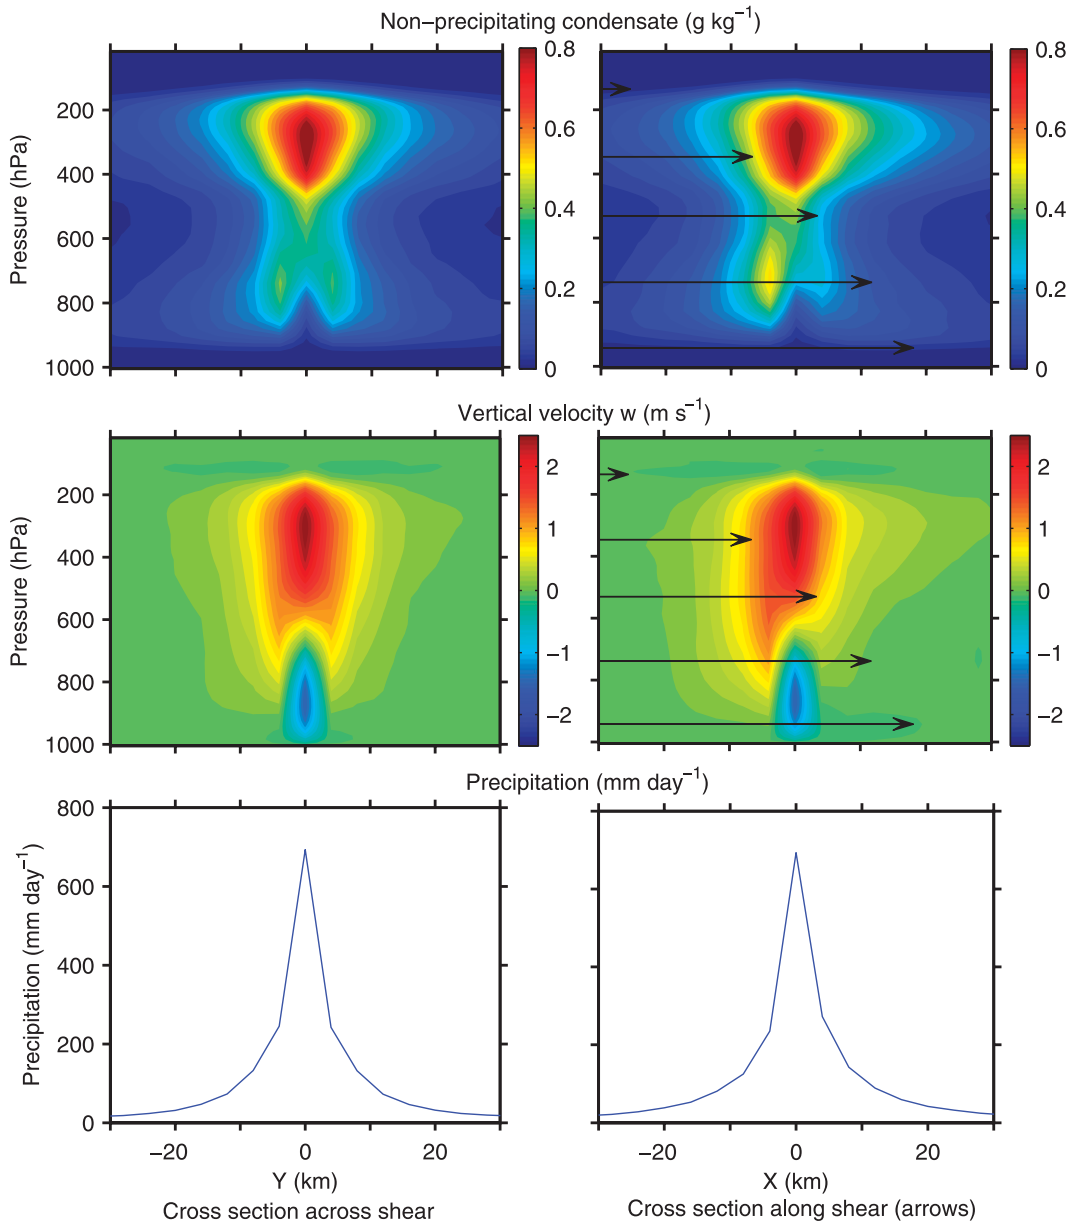 Non–precipitating condensate (g kg⁻¹)
Pressure (hPa)
200
400
600
800
1000
0.8
0.6
0.4
0.2
0
0.8
0.6
0.4
0.2
0
Vertical velocity w (m s⁻¹)
Pressure (hPa)
200
400
600
800
1000
2
1
0
−1
−2
2
1
0
−1
−2
Precipitation (mm day⁻¹)
Precipitation (mm day⁻¹)
800
600
400
200
0
−20 0 20
−20 0 20
Y (km)
X (km)
Cross section across shear
Cross section along shear (arrows)